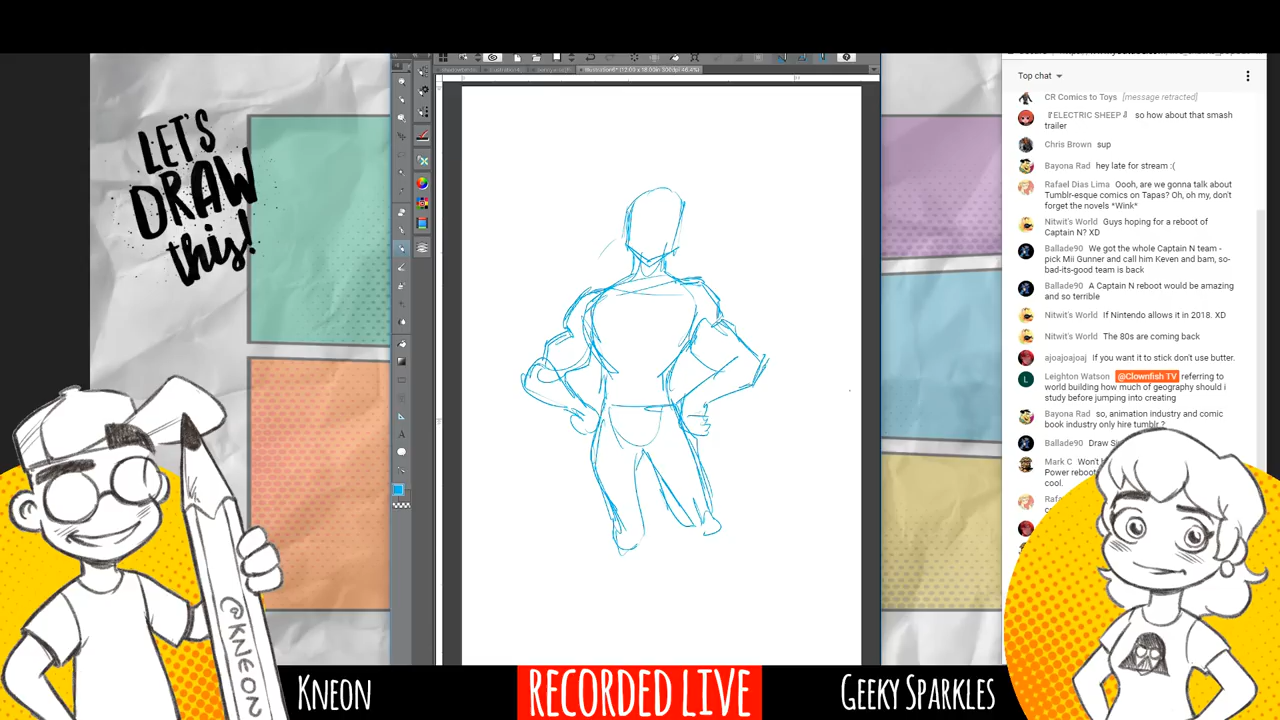 LET'S
DRAW
this!
Top chat
CR Comics to Toys [message retracted]
ELECTRIC SHEEP so how about that smash
trailer
Chris Brown sup
Bayona Rad hey late for stream :(
Rafael Dias Lima Oooh, are we gonna talk about
Tumblr-esque comics on Tapas? Oh, oh my, don't
forget the novels *Wink*
Nitwit's World Guys hoping for a reboot of
Captain N? XD
Ballade90 We got the whole Captain N team -
pick Mii Gunner and call him Keven and bam, so-
bad-its-good team is back
Ballade90 A Captain N reboot would be amazing
and so terrible
Nitwit's World If Nintendo allows it in 2018. XD
Nitwit's World The 80s are coming back
ajoajoajoaj If you want it to stick don't use butter.
Leighton Watson @Clownfish TV referring to
world building how much of geography should i
study before jumping into creating
Bayona Rad so, animation industry and comic
book industry only hire tumblr ?
Ballade90 Draw
Mark C Won't
Power reboot
cool.
@KNEON
KNEON
RECORDED LIVE
GEEKY SPARKLES